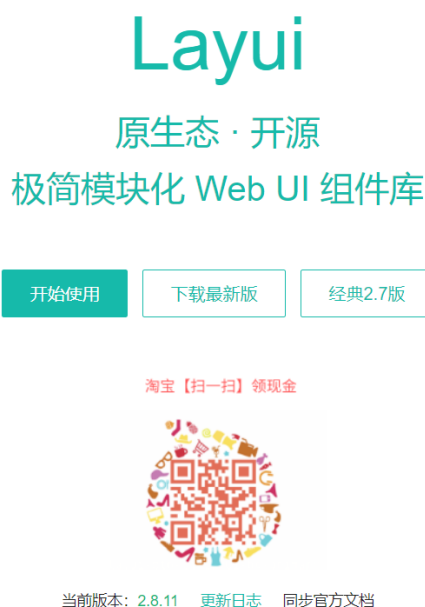 Layui
原生态 · 开源
极简模块化 Web UI 组件库
开始使用 下载最新版 经典2.7版
淘宝【扫一扫】领现金
当前版本：2.8.11 更新日志 同步官方文档